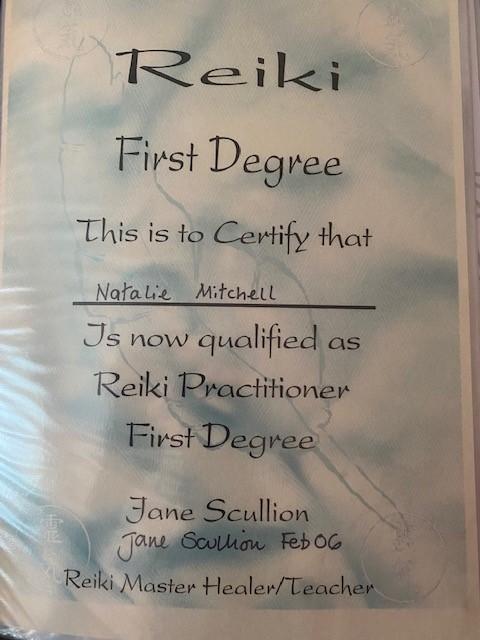 Reiki
First Degree
This is to Certify that
Natalie Mitchell
Is now qualified as
Reiki Practitioner
First Degree
Jane Scullion
Jane Scullion Feb 06
Reiki Master Healer/Teacher